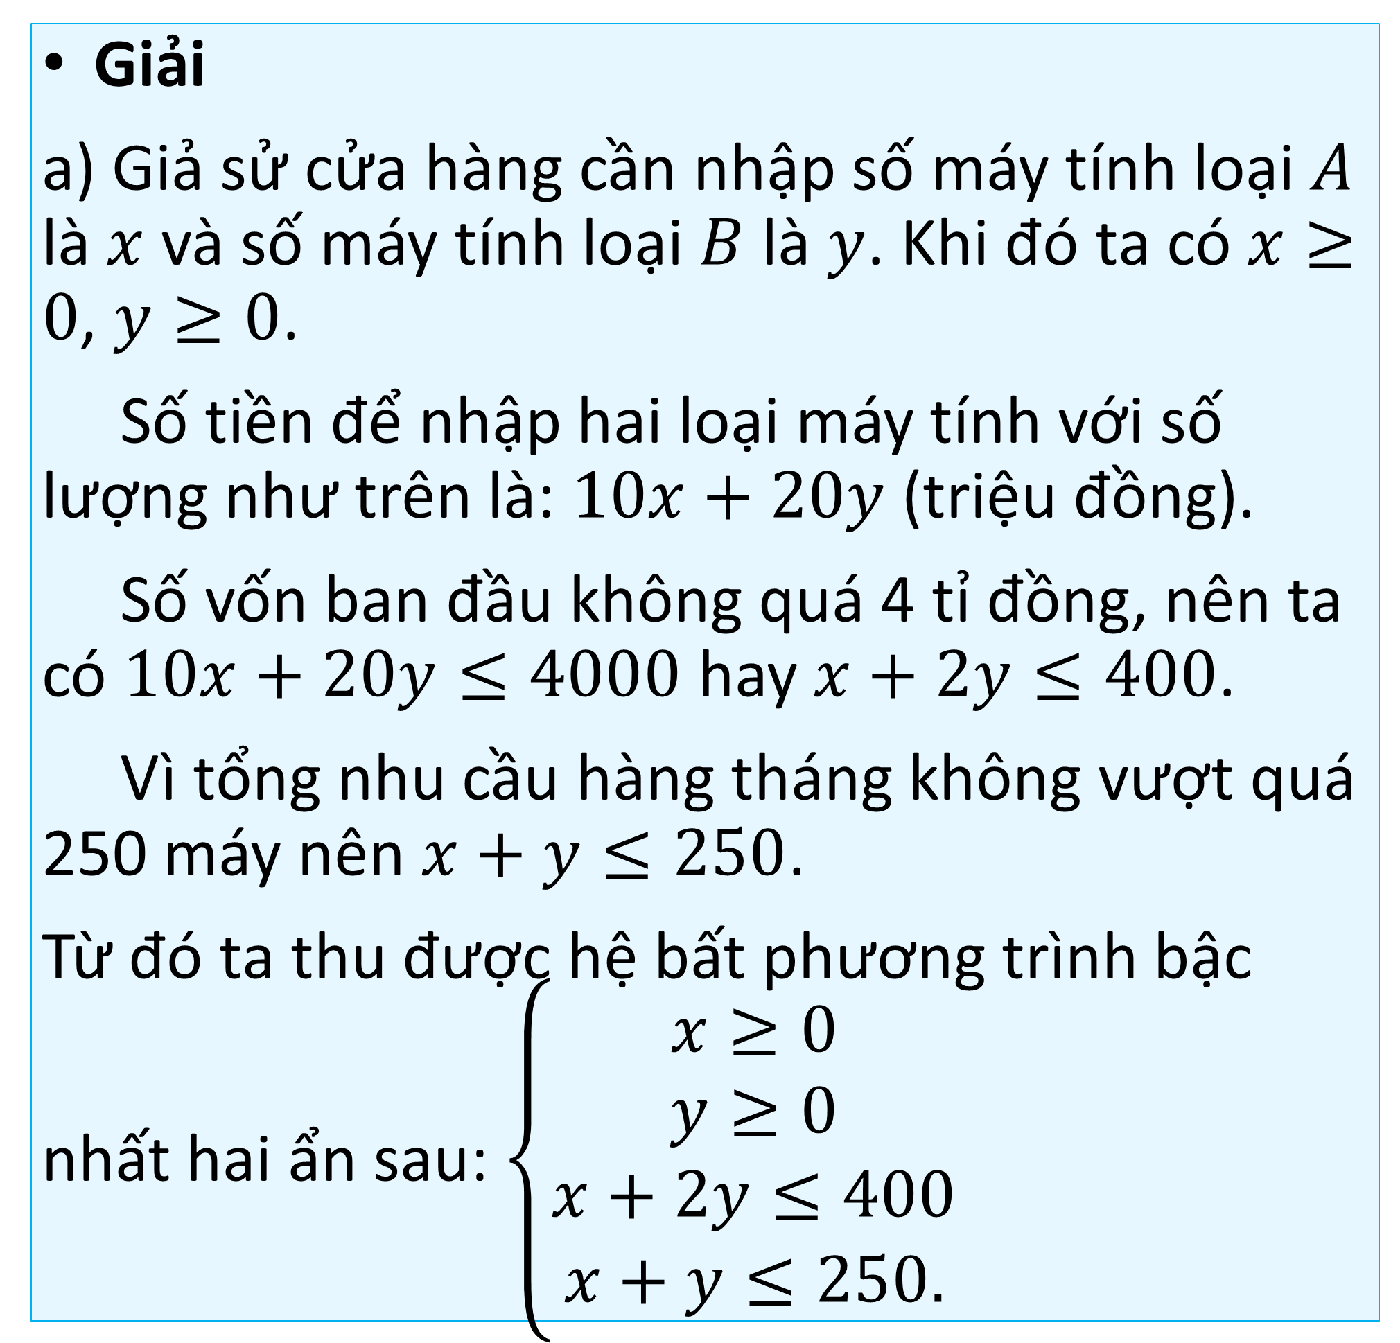 • Giải
a) Giả sử cửa hàng cần nhập số máy tính loại A
là x và số máy tính loại B là y. Khi đó ta có x ≥
0, y ≥ 0.
Số tiền để nhập hai loại máy tính với số
lượng như trên là: 10x + 20y (triệu đồng).
Số vốn ban đầu không quá 4 tỉ đồng, nên ta
có 10x + 20y ≤ 4000 hay x + 2y ≤ 400.
Vì tổng nhu cầu hàng tháng không vượt quá
250 máy nên x + y ≤ 250.
Từ đó ta thu được hệ bất phương trình bậc
nhất hai ẩn sau: {
x ≥ 0
y ≥ 0
x + 2y ≤ 400
x + y ≤ 250.